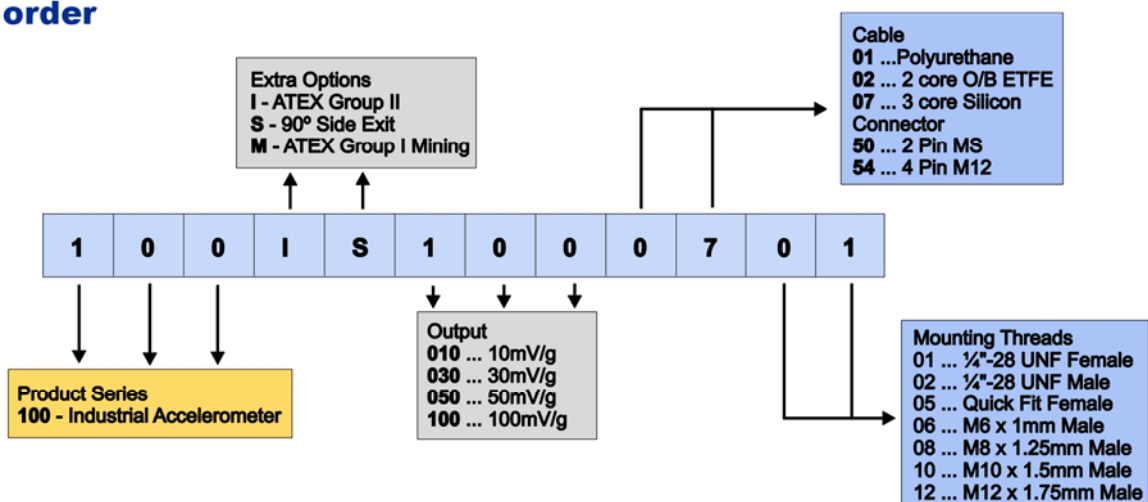 order
Extra Options
I - ATEX Group II
S - 90º Side Exit
M - ATEX Group I Mining
Cable
01 ...Polyurethane
02 ... 2 core O/B ETFE
07 ... 3 core Silicon
Connector
50 ... 2 Pin MS
54 ... 4 Pin M12
1 0 0 I S 1 0 0 0 7 0 1
Product Series
100 - Industrial Accelerometer
Output
010 ... 10mV/g
030 ... 30mV/g
050 ... 50mV/g
100 ... 100mV/g
Mounting Threads
01 ... ¼"-28 UNF Female
02 ... ¼"-28 UNF Male
05 ... Quick Fit Female
06 ... M6 x 1mm Male
08 ... M8 x 1.25mm Male
10 ... M10 x 1.5mm Male
12 ... M12 x 1.75mm Male